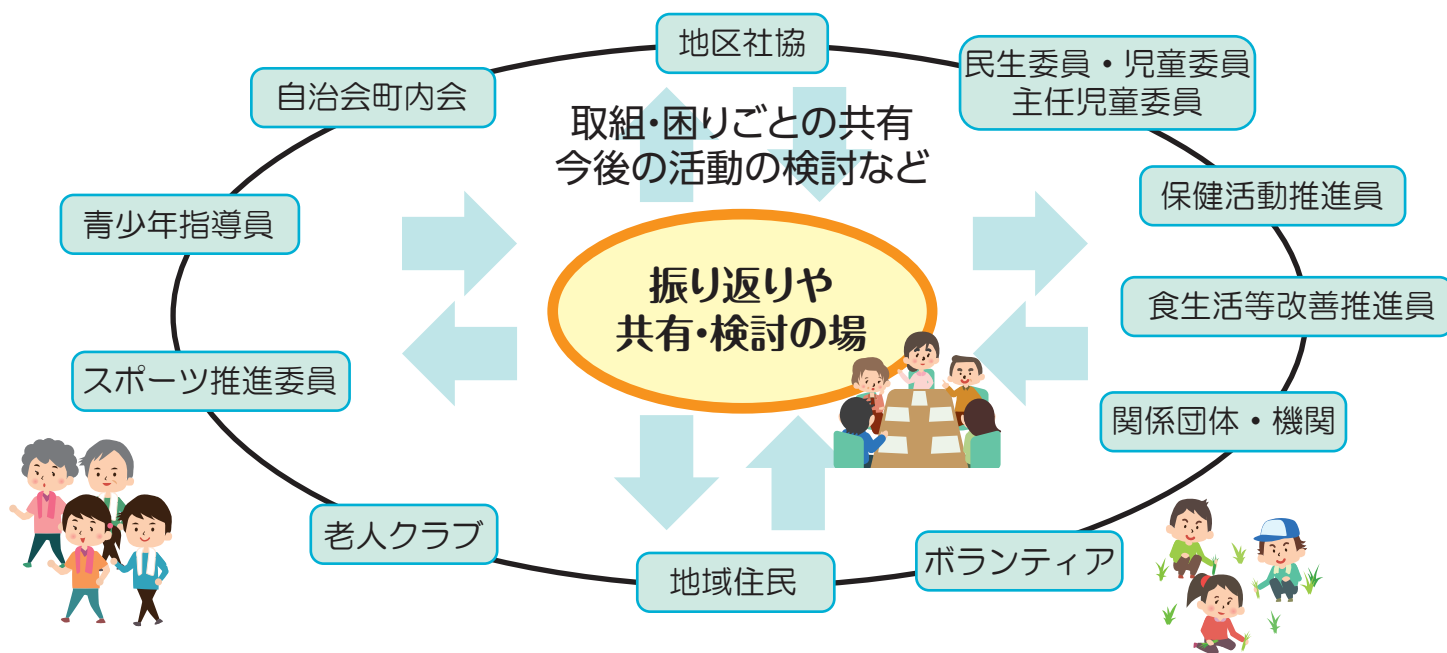 地区社協
民生委員・児童委員
主任児童委員
自治会町内会
取組・困りごとの共有
今後の活動の検討など
保健活動推進員
青少年指導員
振り返りや
共有・検討の場
食生活等改善推進員
スポーツ推進委員
関係団体・機関
老人クラブ
ボランティア
地域住民